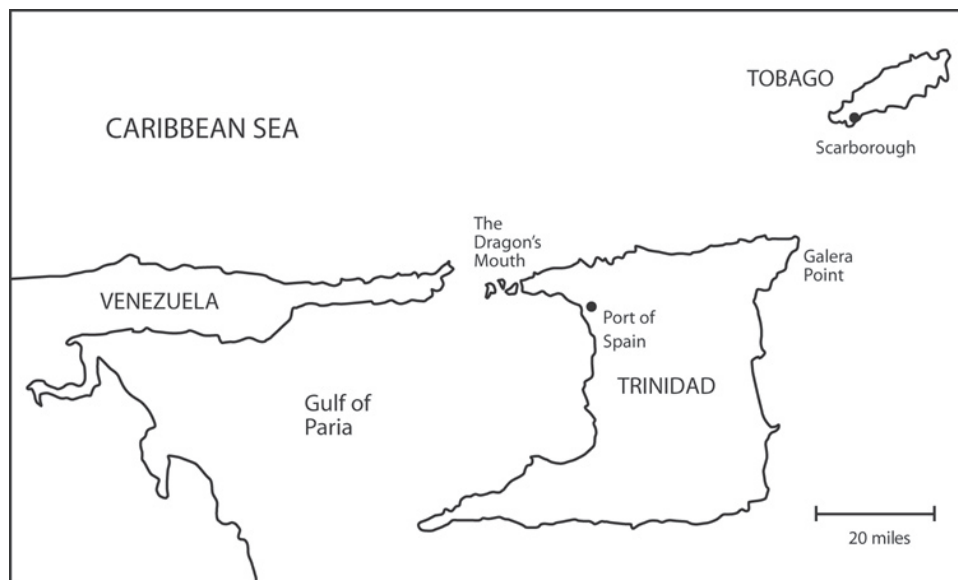 TOBAGO
CARIBBEAN SEA
Scarborough
The
Dragon's
Mouth
Galera
Point
VENEZUELA
Port of
Spain
TRINIDAD
Gulf of
Paria
20 miles